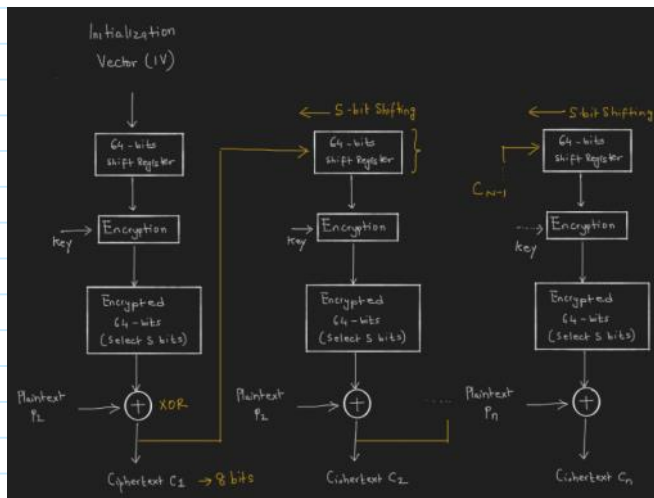 Initialization
Vector (IV)
64-bits
Shift Register
Key
Encryption
Encrypted
64-bits
(Select S bits)
Plaintext
P1
XOR
Ciphertext C1 → 8 bits
← S-bit Shifting
64-bits
Shift Register
Key
Encryption
Encrypted
64-bits
(Select S bits)
Plaintext
P2
Ciphertext C2
← S-bit Shifting
CN-1
64-bits
Shift Register
Key
Encryption
Encrypted
64-bits
(Select S bits)
Plaintext
Pn
Ciphertext Cn